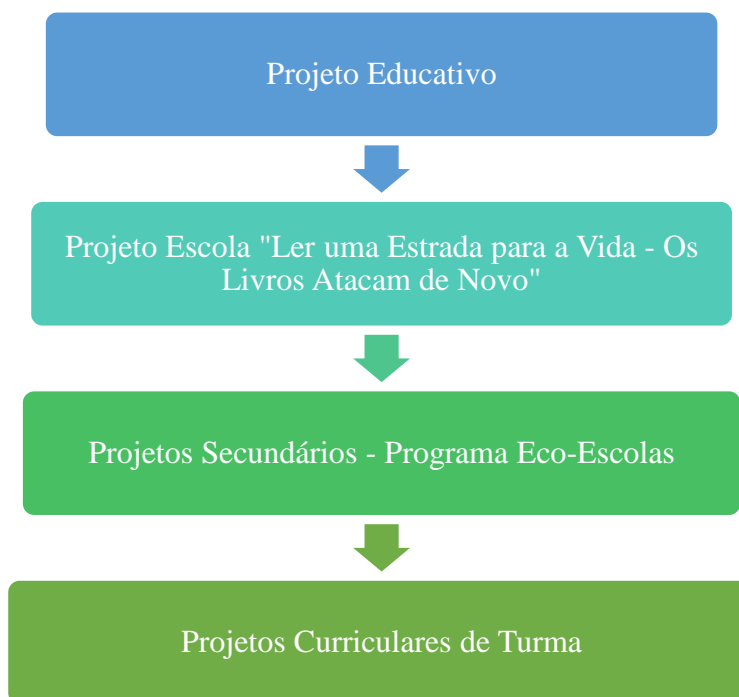 Projeto Educativo
Projeto Escola "Ler uma Estrada para a Vida - Os
Livros Atacam de Novo"
Projetos Secundários - Programa Eco-Escolas
Projetos Curriculares de Turma